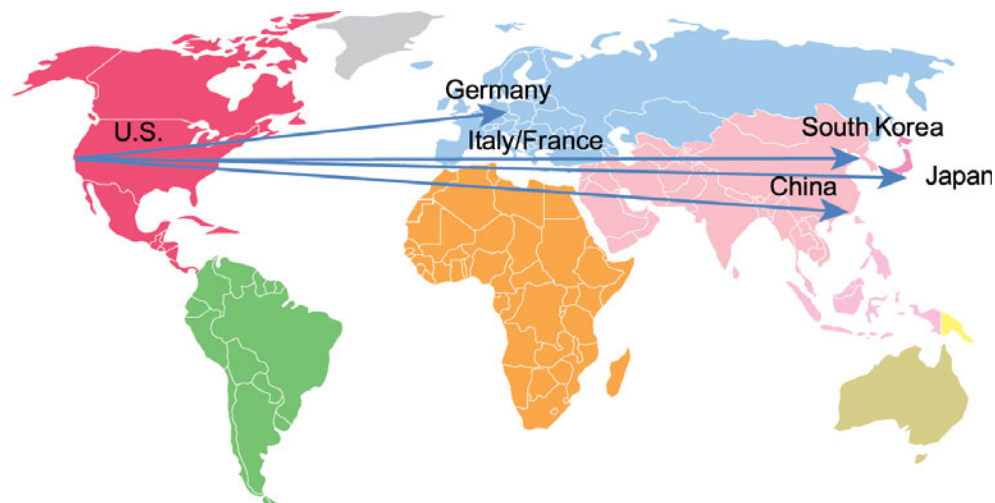 Germany
U.S.
Italy/France
South Korea
China
Japan